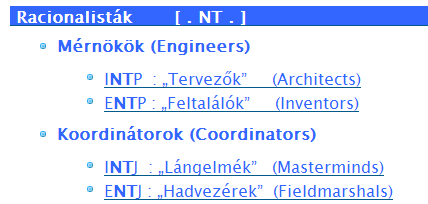 Racionalisták [ . NT . ]
Mérnökök (Engineers)
INTP : „Tervezők” (Architects)
ENTP : „Feltalálók” (Inventors)
Koordinátorok (Coordinators)
INTJ : „Lángelmék” (Masterminds)
ENTJ : „Hadvezérek” (Fieldmarshals)